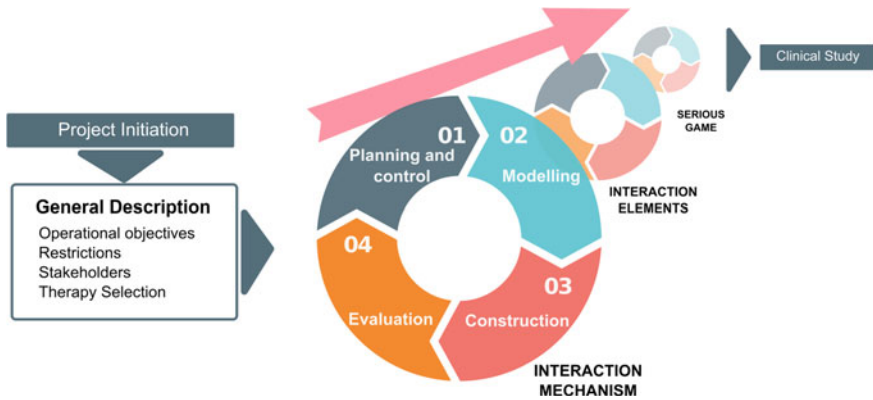 Project Initiation
General Description
Operational objectives
Restrictions
Stakeholders
Therapy Selection
01
Planning and
control
02
Modelling
03
Construction
04
Evaluation
INTERACTION
MECHANISM
INTERACTION
ELEMENTS
SERIOUS
GAME
Clinical Study